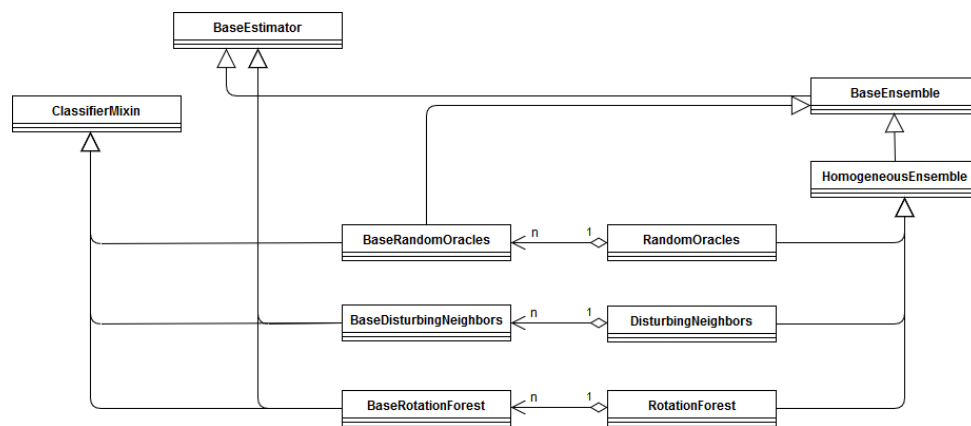 BaseEstimator
BaseEnsemble
ClassifierMixin
HomogeneousEnsemble
BaseRandomOracles
n
1
RandomOracles
BaseDisturbingNeighbors
n
1
DisturbingNeighbors
BaseRotationForest
n
1
RotationForest